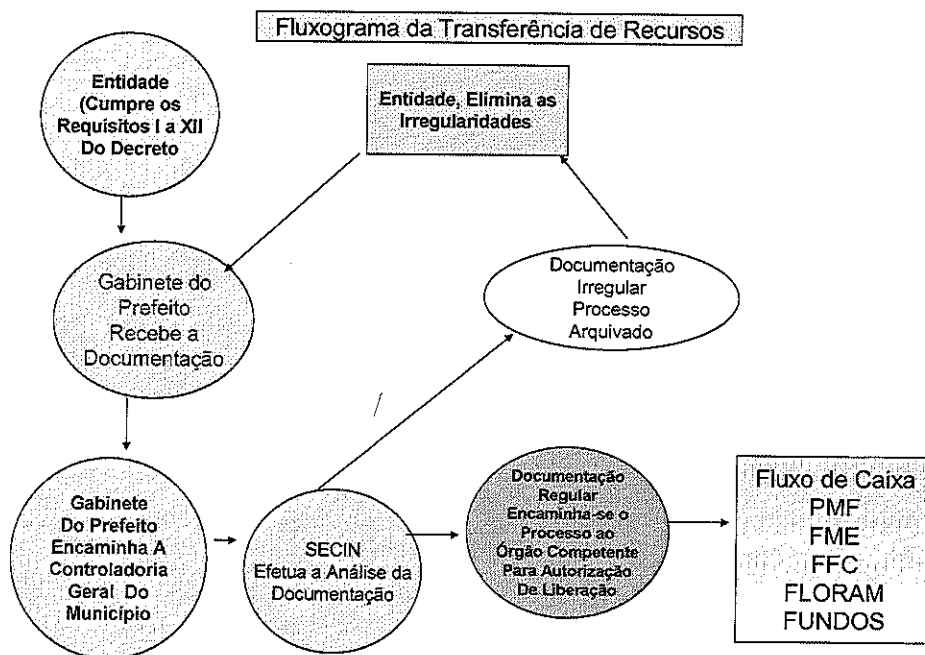 Fluxograma da Transferência de Recursos
Entidade
(Cumpre os
Requisitos I a XII
Do Decreto
Entidade, Elimina as
Irregularidades
Gabinete do
Prefeito
Recebe a
Documentação
Documentação
Irregular
Processo
Arquivado
Gabinete
Do Prefeito
Encaminha A
Controladoria
Geral Do
Município
SECIN
Efetua a Análise da
Documentação
Documentação
Regular
Encaminha-se o
Processo ao
Órgão Competente
Para Autorização
De Liberação
Fluxo de Caixa
PMF
FME
FFC
FLORAM
FUNDOS